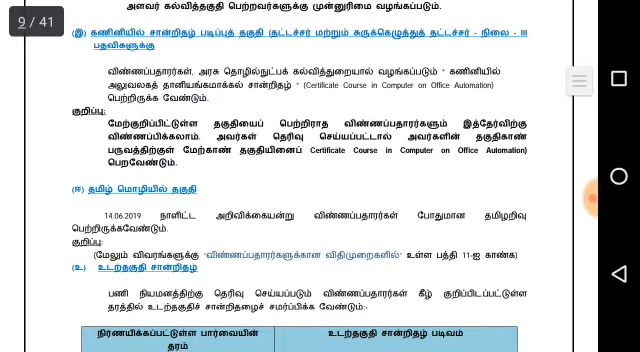 அளவர் கல்வித்தகுதி பெற்றவர்களுக்கு முன்னுரிமை வழங்கப்படும்.
9 / 41
(இ) கணினியில் சான்றிதழ் படிப்புத் தகுதி (தட்டச்சர் மற்றும் சுருக்கெழுத்துத் தட்டச்சர் - நிலை - III
பதவிகளுக்கு
விண்ணப்பதாரர்கள், அரசு தொழில்நுட்பக் கல்வித்துறையால் வழங்கப்படும் " கணினியில்
அலுவலகத் தானியங்கமாக்கல் சான்றிதழ் " (Certificate Course in Computer on Office Automation)
பெற்றிருக்க வேண்டும்.
குறிப்பு:
மேற்குறிப்பிட்டுள்ள தகுதியைப் பெற்றிராத விண்ணப்பதாரர்களும் இத்தேர்விற்கு
விண்ணப்பிக்கலாம். அவர்கள் தெரிவு செய்யப்பட்டால் அவர்களின் தகுதிகாண்
பருவத்திற்குள் மேற்காண் தகுதியினைப் Certificate Course in Computer on Office Automation)
பெறவேண்டும்.
(ஈ) தமிழ் மொழியில் தகுதி
14.06.2019 நாளிட்ட அறிவிக்கையன்று விண்ணப்பதாரர்கள் போதுமான தமிழறிவு
பெற்றிருக்கவேண்டும்.
குறிப்பு:
(மேலும் விவரங்களுக்கு "விண்ணப்பதாரர்களுக்கான விதிமுறைகளில்" உள்ள பத்தி 11-ஐ காண்க)
(உ) உடற்தகுதி சான்றிதழ்
பணி நியமனத்திற்கு தெரிவு செய்யப்படும் விண்ணப்பதாரர்கள் கீழ் குறிப்பிடப்பட்டுள்ள
தரத்தில் உடற்தகுதிச் சான்றிதழைச் சமர்ப்பிக்க வேண்டும்:-
நிர்ணயிக்கப்பட்டுள்ள பார்வையின் உடற்தகுதி சான்றிதழ் படிவம்
தரம்